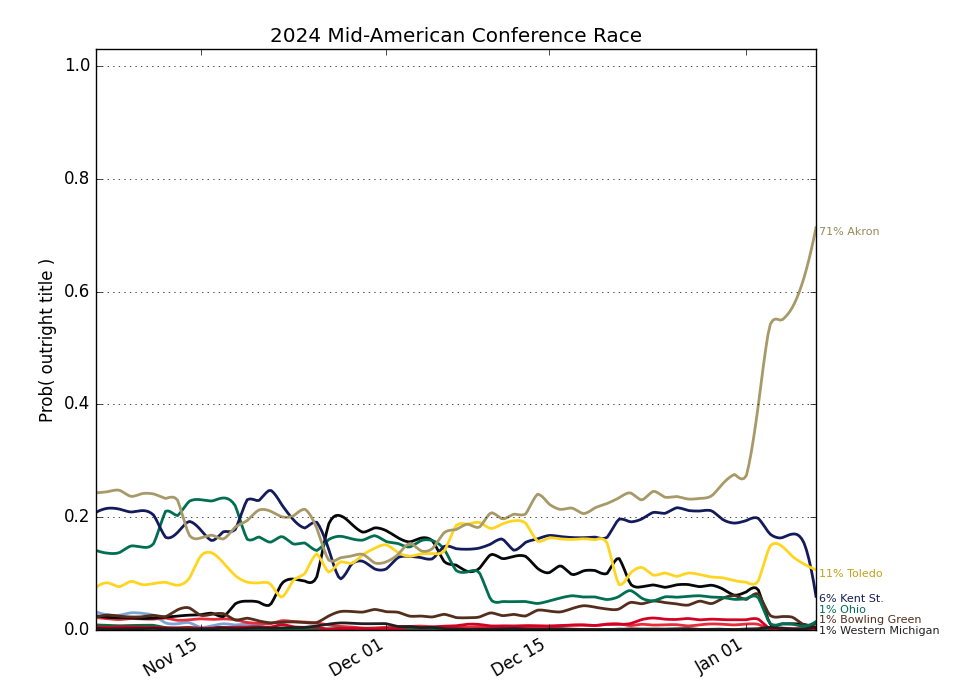 2024 Mid-American Conference Race
Prob( outright title )
1.0
0.8
0.6
0.4
0.2
0.0
Nov 15
Dec 01
Dec 15
Jan 01
71% Akron
11% Toledo
6% Kent St.
1% Ohio
1% Bowling Green
1% Western Michigan